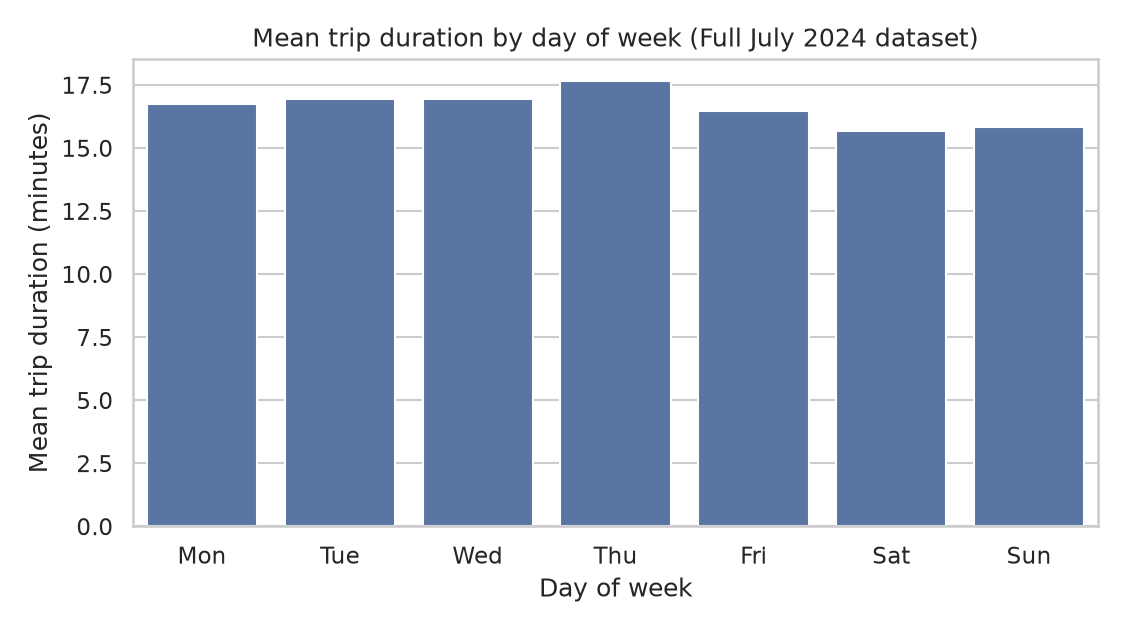 Mean trip duration by day of week (Full July 2024 dataset)
Mean trip duration (minutes)
17.5
15.0
12.5
10.0
7.5
5.0
2.5
0.0
Mon Tue Wed Thu Fri Sat Sun
Day of week